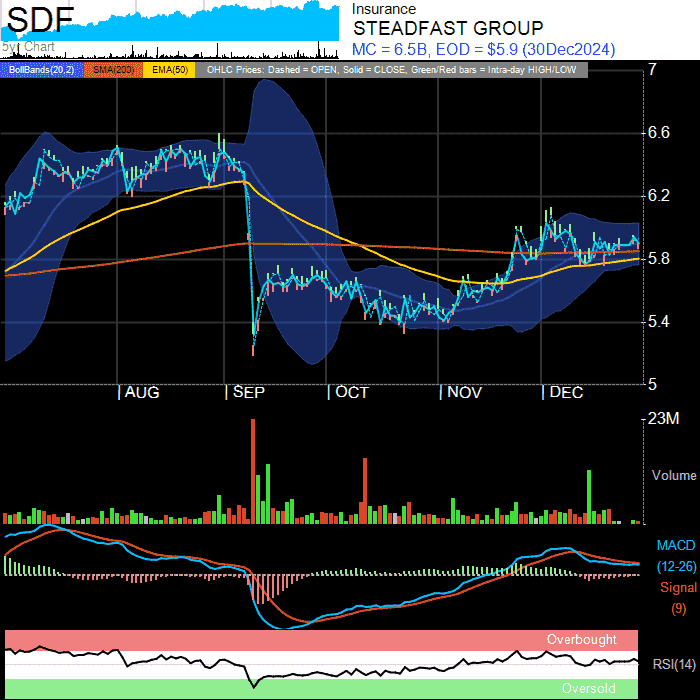 SDF
5yr Chart
Insurance
STEADFAST GROUP
MC = 6.5B, EOD = $5.9 (30Dec2024)
BollBands(20,2) SMA(200) EMA(50) OHLC Prices: Dashed = OPEN, Solid = CLOSE, Green/Red bars = Intra-day HIGH/LOW
7
6.6
6.2
5.8
5.4
5
AUG SEP OCT NOV DEC
23M
Volume
MACD
(12-26)
Signal
(9)
Overbought
RSI(14)
Oversold